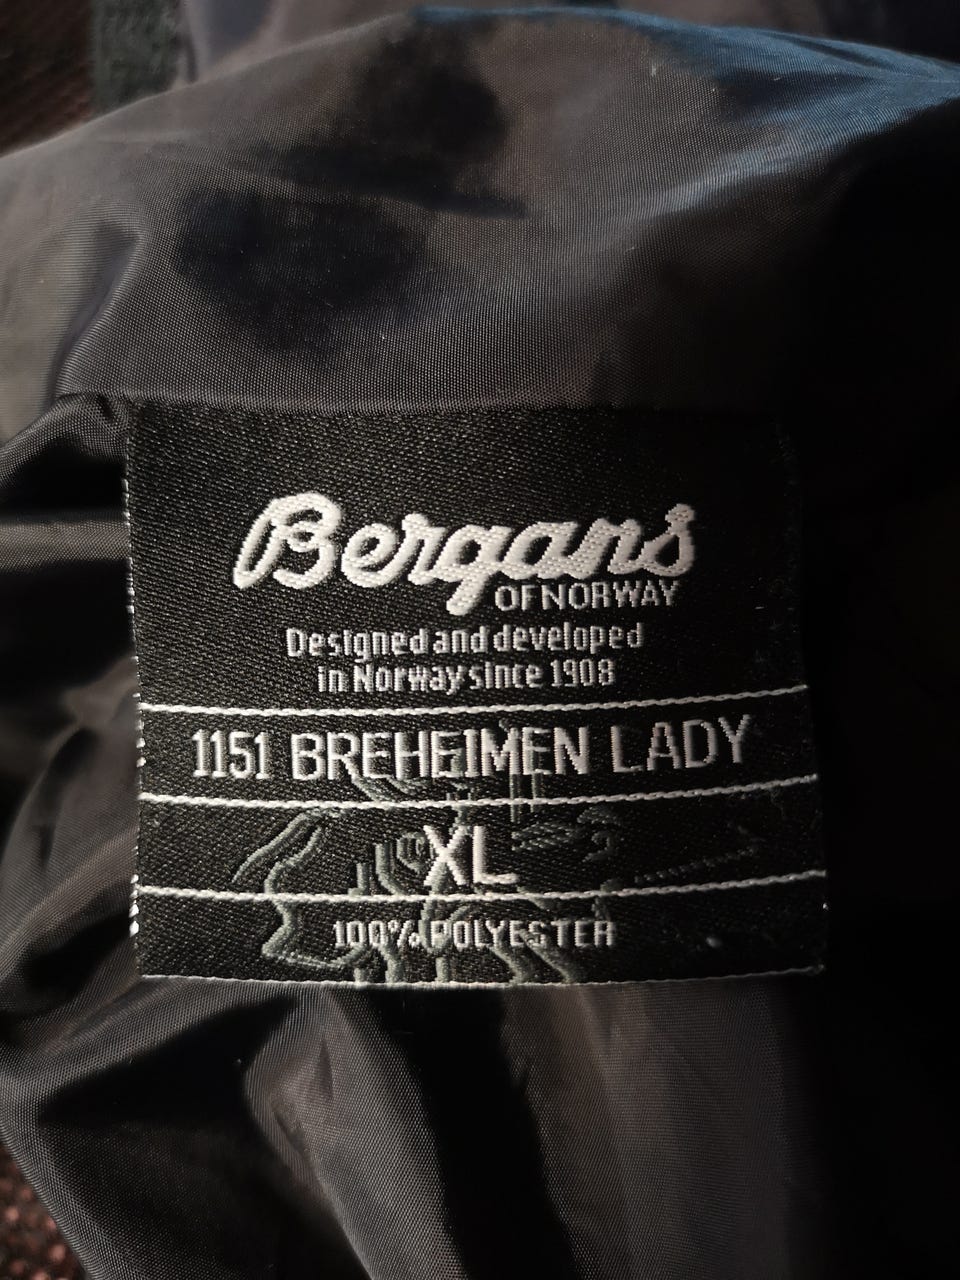 Bergans
OF NORWAY
Designed and developed
in Norway since 1908
1151 BREHEIMEN LADY
XL
100% POLYESTER